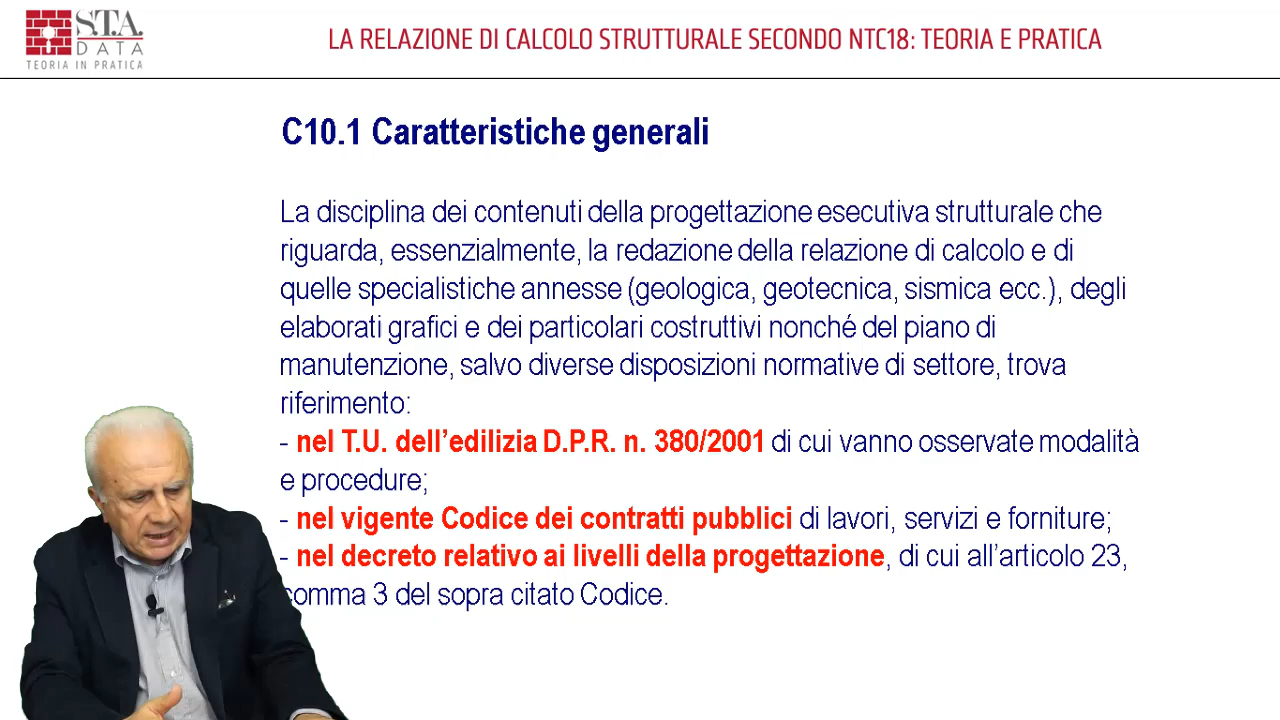 S.T.A.
DATA
TEORIA IN PRATICA
LA RELAZIONE DI CALCOLO STRUTTURALE SECONDO NTC18: TEORIA E PRATICA
C10.1 Caratteristiche generali
La disciplina dei contenuti della progettazione esecutiva strutturale che
riguarda, essenzialmente, la redazione della relazione di calcolo e di
quelle specialistiche annesse (geologica, geotecnica, sismica ecc.), degli
elaborati grafici e dei particolari costruttivi nonché del piano di
manutenzione, salvo diverse disposizioni normative di settore, trova
riferimento:
- nel T.U. dell’edilizia D.P.R. n. 380/2001 di cui vanno osservate modalità
e procedure;
- nel vigente Codice dei contratti pubblici di lavori, servizi e forniture;
- nel decreto relativo ai livelli della progettazione, di cui all’articolo 23,
comma 3 del sopra citato Codice.